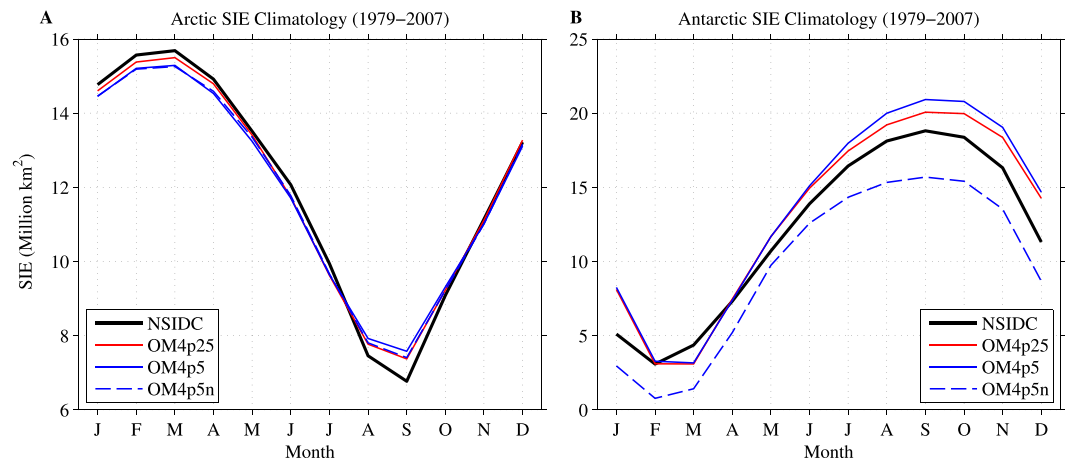 A Arctic SIE Climatology (1979−2007)
16
14
12
10
8
6
SIE (Million km²)
NSIDC
OM4p25
OM4p5
OM4p5n
J F M A M J J A S O N D
Month
B Antarctic SIE Climatology (1979−2007)
25
20
15
10
5
0
NSIDC
OM4p25
OM4p5
OM4p5n
J F M A M J J A S O N D
Month